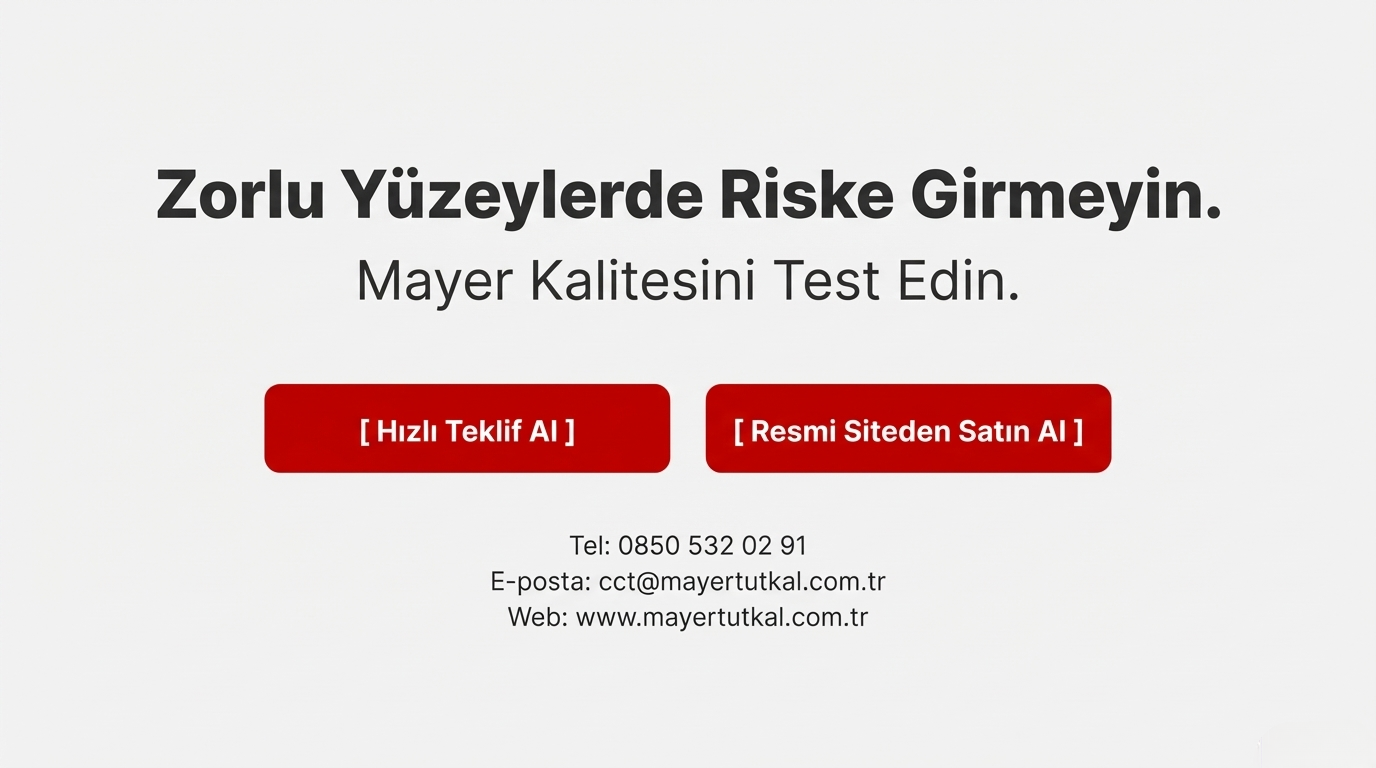 Zorlu Yüzeylerde Riske Girmeyin.
Mayer Kalitesini Test Edin.
[ Hızlı Teklif Al ]
[ Resmi Siteden Satın Al ]
Tel: 0850 532 02 91
E-posta: cct@mayertutkal.com.tr
Web: www.mayertutkal.com.tr